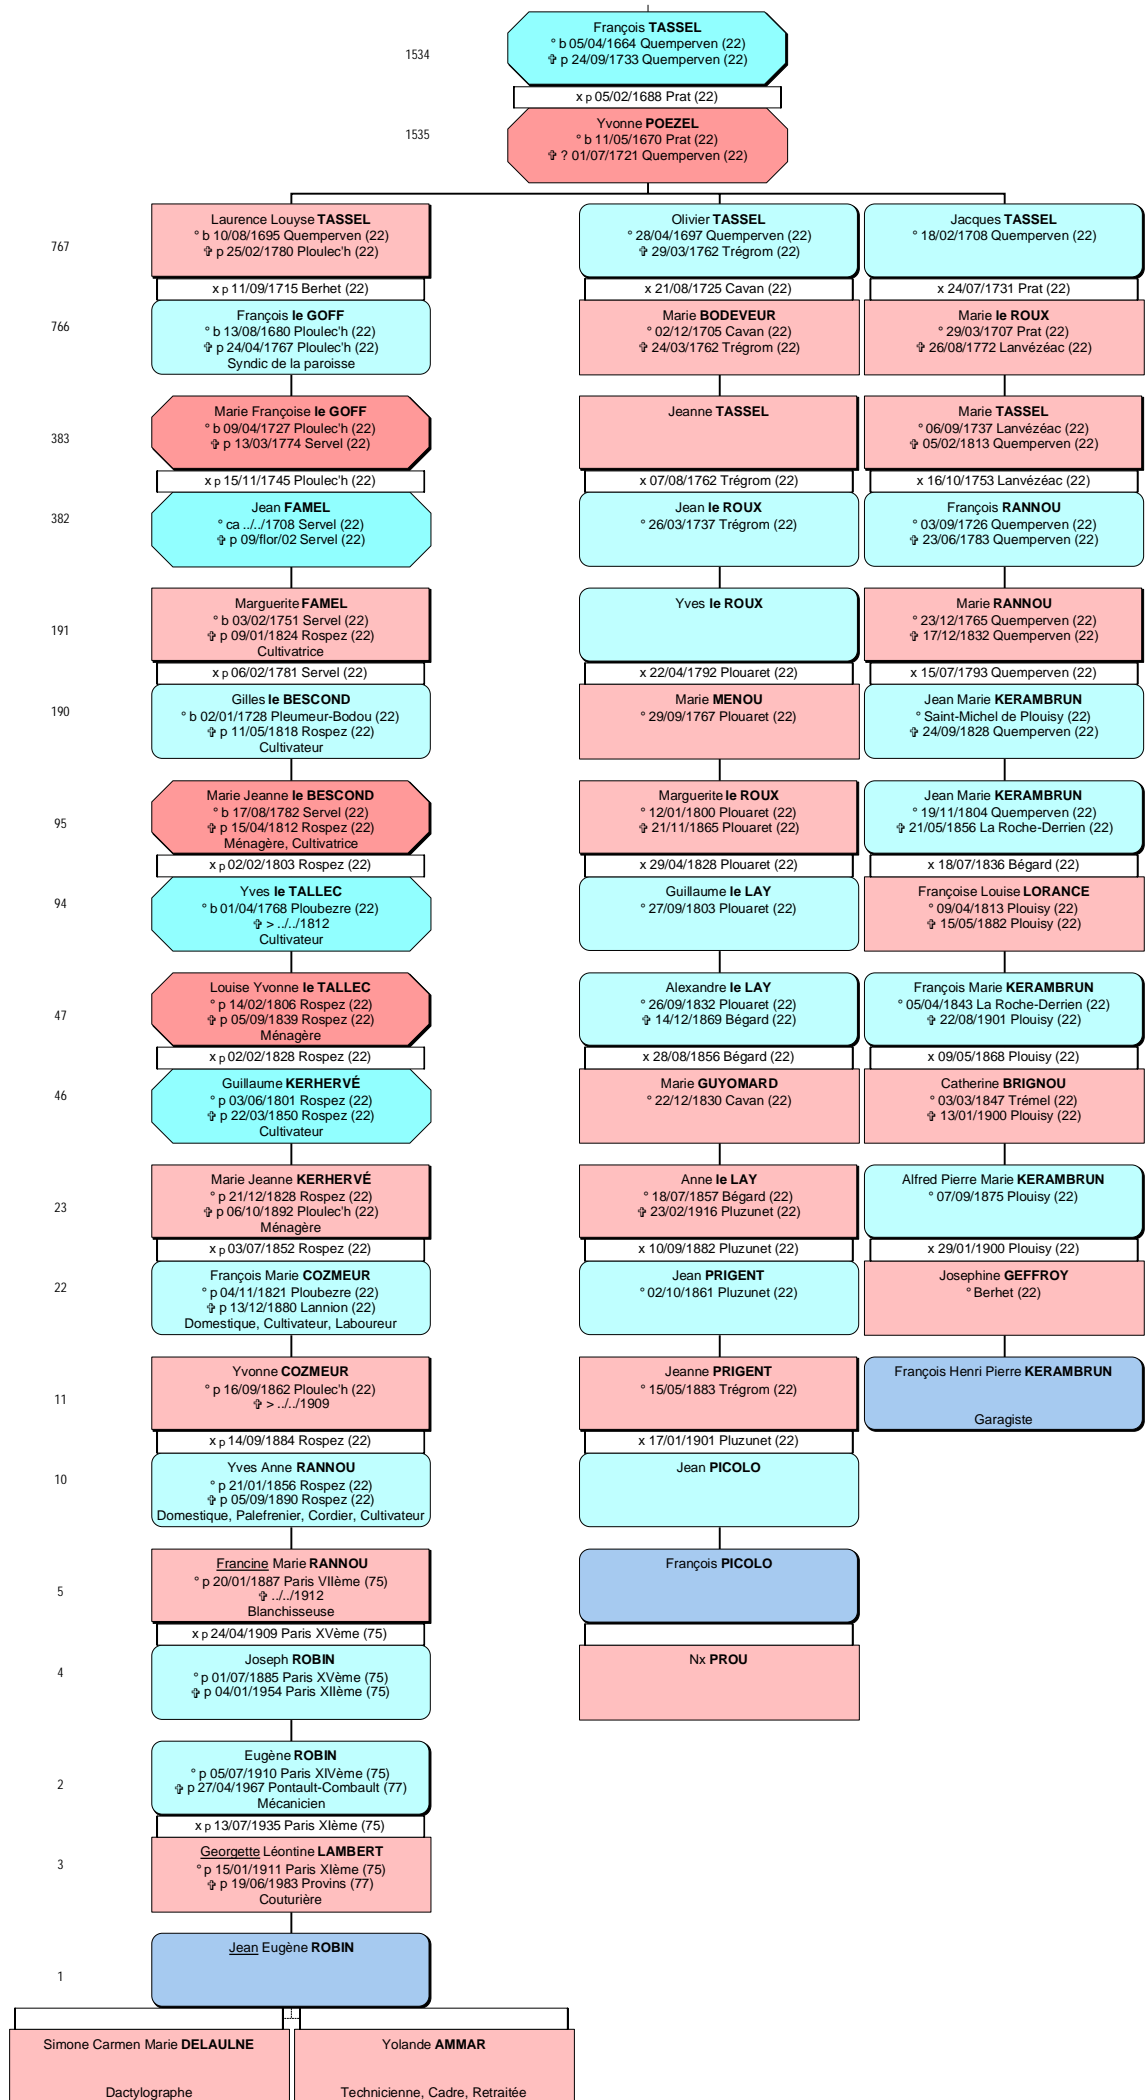 1534
François TASSEL
° b 05/04/1664 Quemperven (22)
✞ p 24/09/1733 Quemperven (22)
x p 05/02/1688 Prat (22)
1535
Yvonne POEZEL
° b 11/05/1670 Prat (22)
✞ ? 01/07/1721 Quemperven (22)
767
Laurence Louyse TASSEL
° b 10/08/1695 Quemperven (22)
✞ p 25/02/1780 Ploulec'h (22)
x p 11/09/1715 Berhet (22)
Olivier TASSEL
° 28/04/1697 Quemperven (22)
✞ 29/03/1762 Trégrom (22)
x 21/08/1725 Cavan (22)
Jacques TASSEL
° 18/02/1708 Quemperven (22)
x 24/07/1731 Prat (22)
766
François le GOFF
° b 13/08/1680 Ploulec'h (22)
✞ p 24/04/1767 Ploulec'h (22)
Syndic de la paroisse
Marie BODEVEUR
° 02/12/1705 Cavan (22)
✞ 24/03/1762 Trégrom (22)
Marie le ROUX
° 29/03/1707 Prat (22)
✞ 26/08/1772 Lanvézéac (22)
383
Marie Françoise le GOFF
° b 09/04/1727 Ploulec'h (22)
✞ p 13/03/1774 Servel (22)
x p 15/11/1745 Ploulec'h (22)
Jeanne TASSEL
x 07/08/1762 Trégrom (22)
Marie TASSEL
° 06/09/1737 Lanvézéac (22)
✞ 05/02/1813 Quemperven (22)
x 16/10/1753 Lanvézéac (22)
382
Jean FAMEL
° ca ../../1708 Servel (22)
✞ p 09/flor/02 Servel (22)
Jean le ROUX
° 26/03/1737 Trégrom (22)
François RANNOU
° 03/09/1726 Quemperven (22)
✞ 23/06/1783 Quemperven (22)
191
Marguerite FAMEL
° b 03/02/1751 Servel (22)
✞ p 09/01/1824 Rospez (22)
Cultivatrice
x p 06/02/1781 Servel (22)
Yves le ROUX
x 22/04/1792 Plouaret (22)
Marie RANNOU
° 23/12/1765 Quemperven (22)
✞ 17/12/1832 Quemperven (22)
x 15/07/1793 Quemperven (22)
190
Gilles le BESCOND
° b 02/01/1728 Pleumeur-Bodou (22)
✞ p 11/05/1818 Rospez (22)
Cultivateur
Marie MENOU
° 29/09/1767 Plouaret (22)
Jean Marie KERAMBRUN
° Saint-Michel de Plouisy (22)
✞ 24/09/1828 Quemperven (22)
95
Marie Jeanne le BESCOND
° b 17/08/1782 Servel (22)
✞ p 15/04/1812 Rospez (22)
Ménagère, Cultivatrice
x p 02/02/1803 Rospez (22)
Marguerite le ROUX
° 12/01/1800 Plouaret (22)
✞ 21/11/1865 Plouaret (22)
x 29/04/1828 Plouaret (22)
Jean Marie KERAMBRUN
° 19/11/1804 Quemperven (22)
✞ 21/05/1856 La Roche-Derrien (22)
x 18/07/1836 Bégard (22)
94
Yves le TALLEC
° b 01/04/1768 Ploubezre (22)
✞ > ../../1812
Cultivateur
Guillaume le LAY
° 27/09/1803 Plouaret (22)
Françoise Louise LORANCE
° 09/04/1813 Plouisy (22)
✞ 15/05/1882 Plouisy (22)
47
Louise Yvonne le TALLEC
° p 14/02/1806 Rospez (22)
✞ p 05/09/1839 Rospez (22)
Ménagère
x p 02/02/1828 Rospez (22)
Alexandre le LAY
° 26/09/1832 Plouaret (22)
✞ 14/12/1869 Bégard (22)
x 28/08/1856 Bégard (22)
François Marie KERAMBRUN
° 05/04/1843 La Roche-Derrien (22)
✞ 22/08/1901 Plouisy (22)
x 09/05/1868 Plouisy (22)
46
Guillaume KERHERVÉ
° p 03/06/1801 Rospez (22)
✞ p 22/03/1850 Rospez (22)
Cultivateur
Marie GUYOMARD
° 22/12/1830 Cavan (22)
Catherine BRIGNOU
° 03/03/1847 Trémel (22)
✞ 13/01/1900 Plouisy (22)
23
Marie Jeanne KERHERVÉ
° p 21/12/1828 Rospez (22)
✞ p 06/10/1892 Ploulec'h (22)
Ménagère
x p 03/07/1852 Rospez (22)
Anne le LAY
° 18/07/1857 Bégard (22)
✞ 23/02/1916 Pluzunet (22)
x 10/09/1882 Pluzunet (22)
Alfred Pierre Marie KERAMBRUN
° 07/09/1875 Plouisy (22)
x 29/01/1900 Plouisy (22)
22
François Marie COZMEUR
° p 04/11/1821 Ploubezre (22)
✞ p 13/12/1880 Lannion (22)
Domestique, Cultivateur, Laboureur
Jean PRIGENT
° 02/10/1861 Pluzunet (22)
Josephine GEFFROY
° Berhet (22)
11
Yvonne COZMEUR
° p 16/09/1862 Ploulec'h (22)
✞ > ../../1909
x p 14/09/1884 Rospez (22)
Jeanne PRIGENT
° 15/05/1883 Trégrom (22)
x 17/01/1901 Pluzunet (22)
François Henri Pierre KERAMBRUN
Garagiste
10
Yves Anne RANNOU
° p 21/01/1856 Rospez (22)
✞ p 05/09/1890 Rospez (22)
Domestique, Palefrenier, Cordier, Cultivateur
Jean PICOLO
5
Francine Marie RANNOU
° p 20/01/1887 Paris VIIème (75)
✞ ../../1912
Blanchisseuse
x p 24/04/1909 Paris XVème (75)
François PICOLO
4
Joseph ROBIN
° p 01/07/1885 Paris XVème (75)
✞ p 04/01/1954 Paris XIIème (75)
Nx PROU
2
Eugène ROBIN
° p 05/07/1910 Paris XIVème (75)
✞ p 27/04/1967 Pontault-Combault (77)
Mécanicien
x p 13/07/1935 Paris XIème (75)
3
Georgette Léontine LAMBERT
° p 15/01/1911 Paris XIème (75)
✞ p 19/06/1983 Provins (77)
Couturière
1
Jean Eugène ROBIN
Simone Carmen Marie DELAULNE
Dactylographe
Yolande AMMAR
Technicienne, Cadre, Retraitée